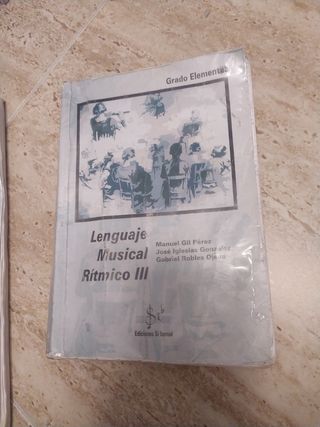 Grado Elemental
Lenguaje
Musical
Rítmico III
Manuel Gil Pérez
José Iglesias González
Gabriel Robles Ojeda
Ediciones Si bemol